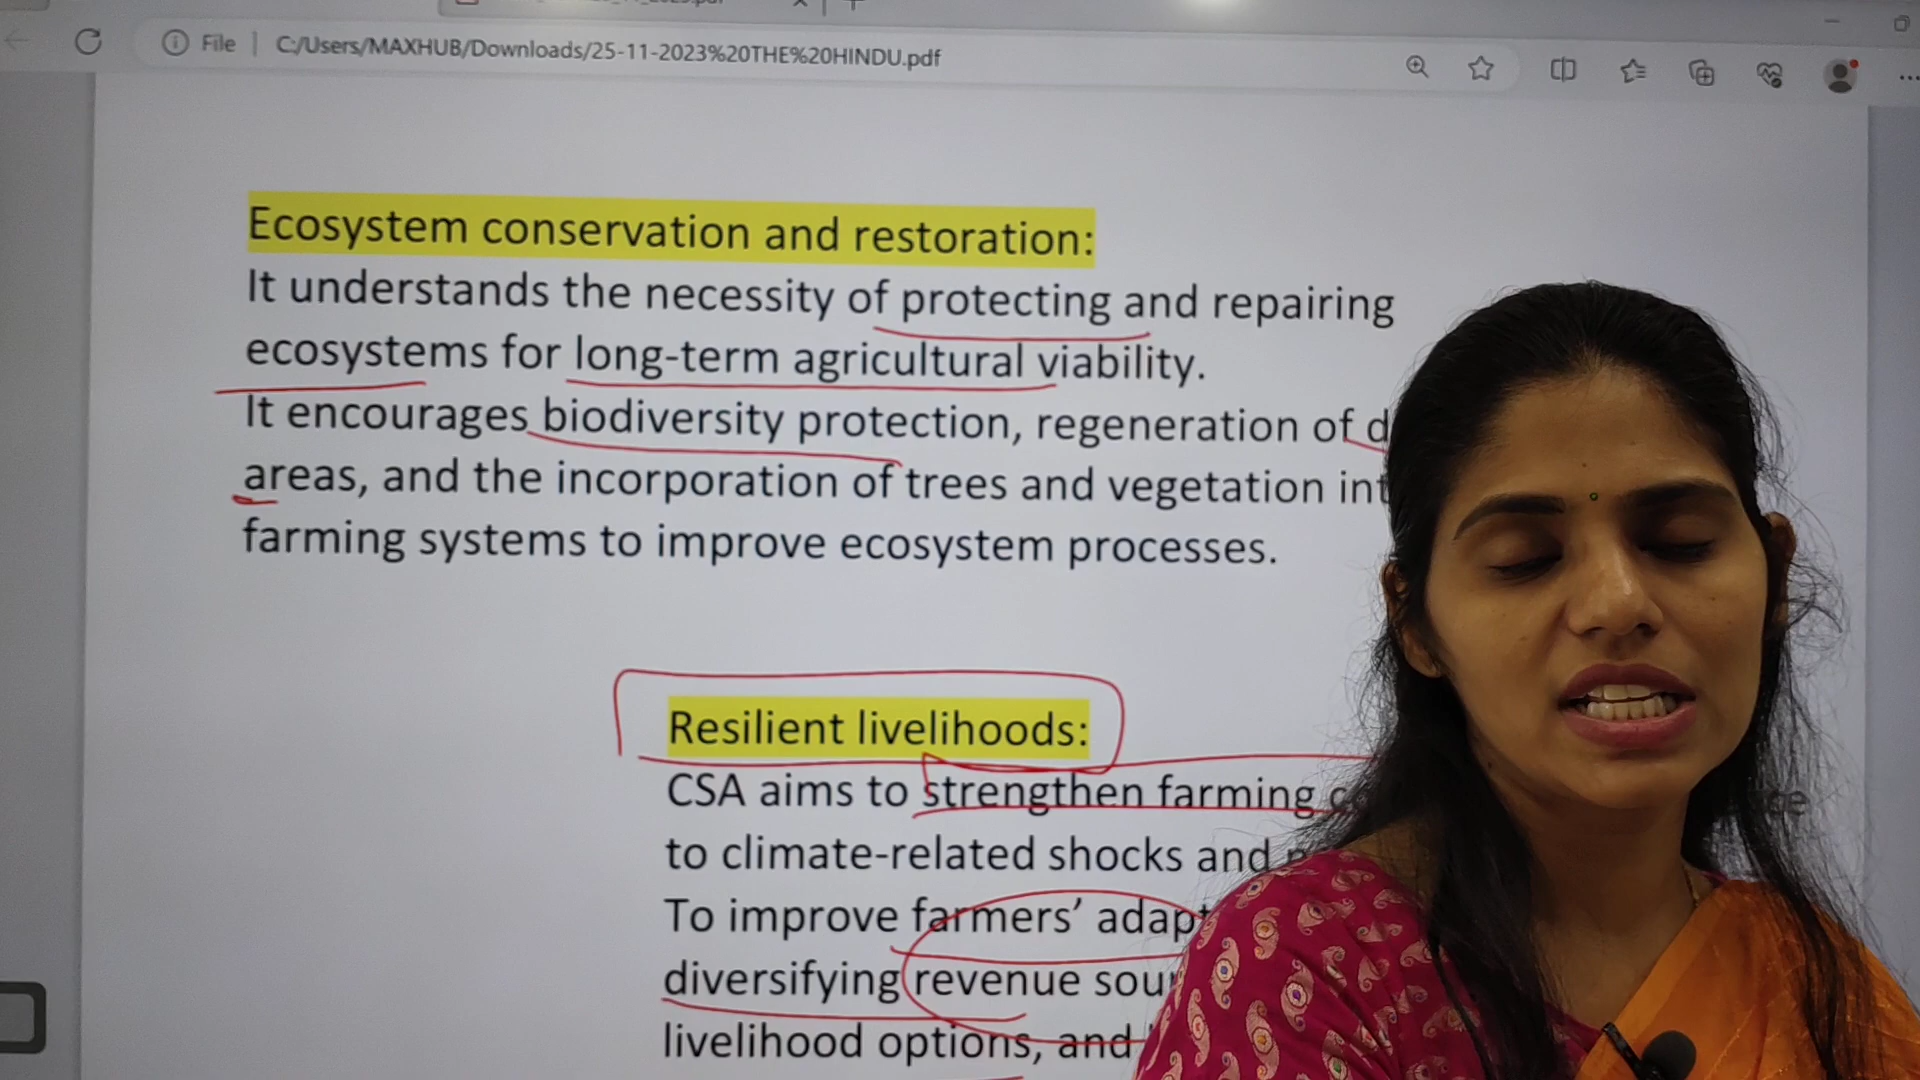 File C:/Users/MAXHUB/Downloads/25-11-2023%20THE%20HINDU.pdf
Ecosystem conservation and restoration:
It understands the necessity of protecting and repairing
ecosystems for long-term agricultural viability.
It encourages biodiversity protection, regeneration of
areas, and the incorporation of trees and vegetation
farming systems to improve ecosystem processes.
Resilient livelihoods:
CSA aims to strengthen farming
to climate-related shocks and
To improve farmers’
diversifying revenue
livelihood options, and